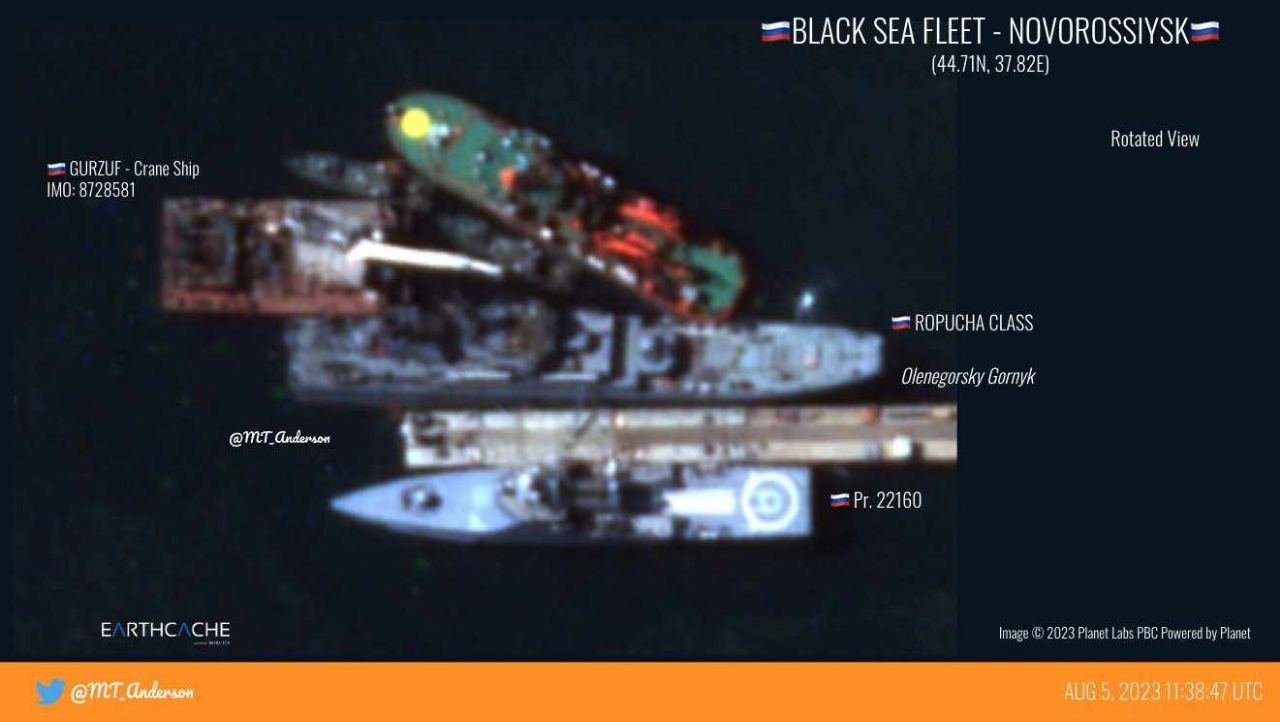 🇷🇺BLACK SEA FLEET - NOVOROSSIYSK🇷🇺
(44.71N, 37.82E)
Rotated View
🇷🇺 GURZUF - Crane Ship
IMO: 8728581
🇷🇺 ROPUCHA CLASS
Olenegorsky Gornyk
@MT_Anderson
🇷🇺 Pr. 22160
EARTHCACHE
Image © 2023 Planet Labs PBC Powered by Planet
@MT_Anderson
AUG 5, 2023 11:38:47 UTC